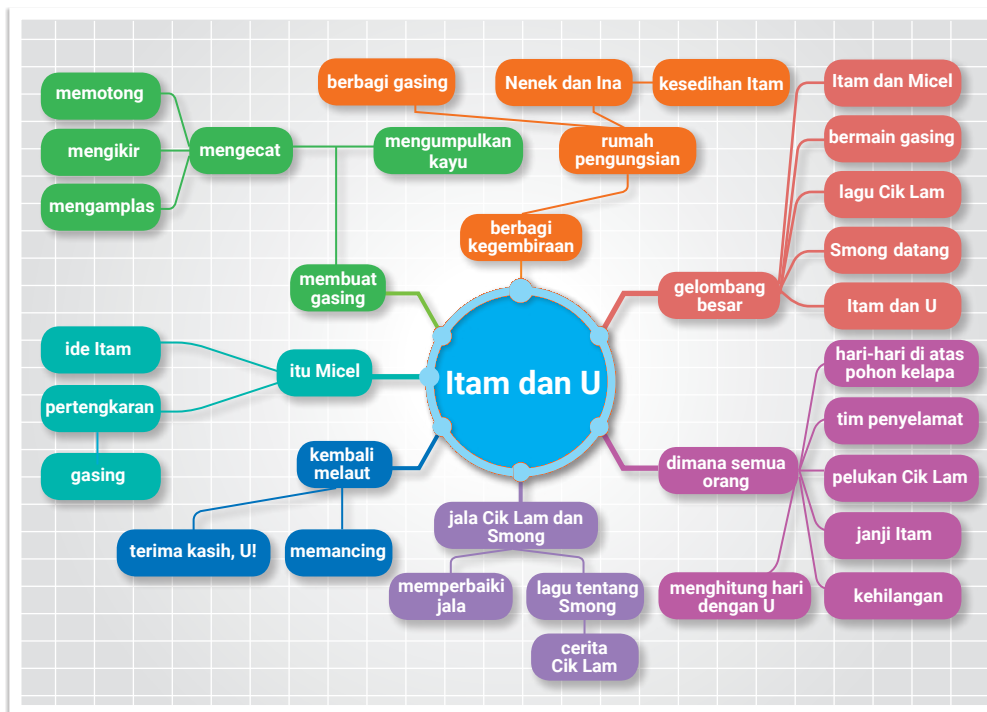 berbagi gasing
Nenek dan Ina
kesedihan Itam
Itam dan Micel
memotong
mengikir
mengamplas
mengecat
mengumpulkan
kayu
rumah
pengungsian
bermain gasing
lagu Cik Lam
berbagi
kegembiraan
Smong datang
membuat
gasing
gelombang
besar
Itam dan U
ide Itam
pertengkaran
gasing
itu Micel
Itam dan U
hari-hari di atas
pohon kelapa
tim penyelamat
kembali
melaut
dimana semua
orang
pelukan Cik Lam
jala Cik Lam dan
Smong
janji Itam
terima kasih, U!
memancing
memperbaiki
jala
lagu tentang
Smong
menghitung hari
dengan U
kehilangan
cerita
Cik Lam